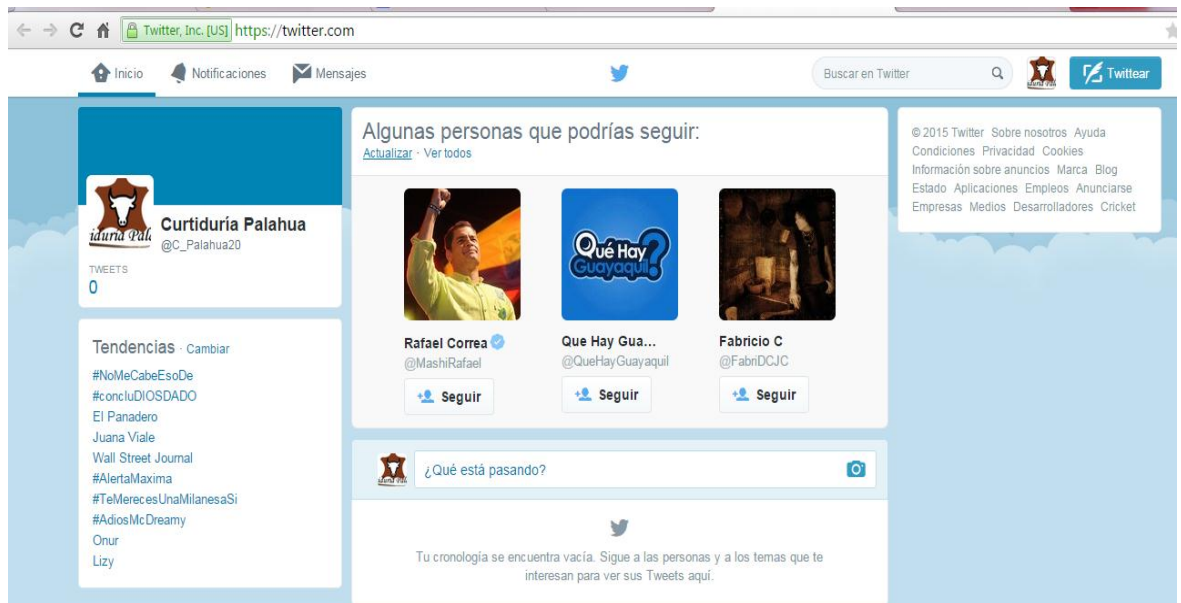 Twitter, Inc. [US] https://twitter.com
Inicio Notificaciones Mensajes Buscar en Twitter Twittear
iduria Pala
Curtiduría Palahua
@C_Palahua20
TWEETS
0
Tendencias · Cambiar
#NoMeCabeEsoDe
#concluDIOSDADO
El Panadero
Juana Viale
Wall Street Journal
#AlertaMaxima
#TeMerecesUnaMilanesaSi
#AdiosMcDreamy
Onur
Lizy
Algunas personas que podrías seguir:
Actualizar · Ver todos
Qué Hay
Guayaquil?
Rafael Correa
@MashiRafael
Seguir
Que Hay Gua...
@QueHayGuayaquil
Seguir
Fabricio C
@FabriDCJC
Seguir
¿Qué está pasando?
Tu cronología se encuentra vacía. Sigue a las personas y a los temas que te
interesan para ver sus Tweets aquí.
© 2015 Twitter Sobre nosotros Ayuda
Condiciones Privacidad Cookies
Información sobre anuncios Marca Blog
Estado Aplicaciones Empleos Anunciarse
Empresas Medios Desarrolladores Cricket